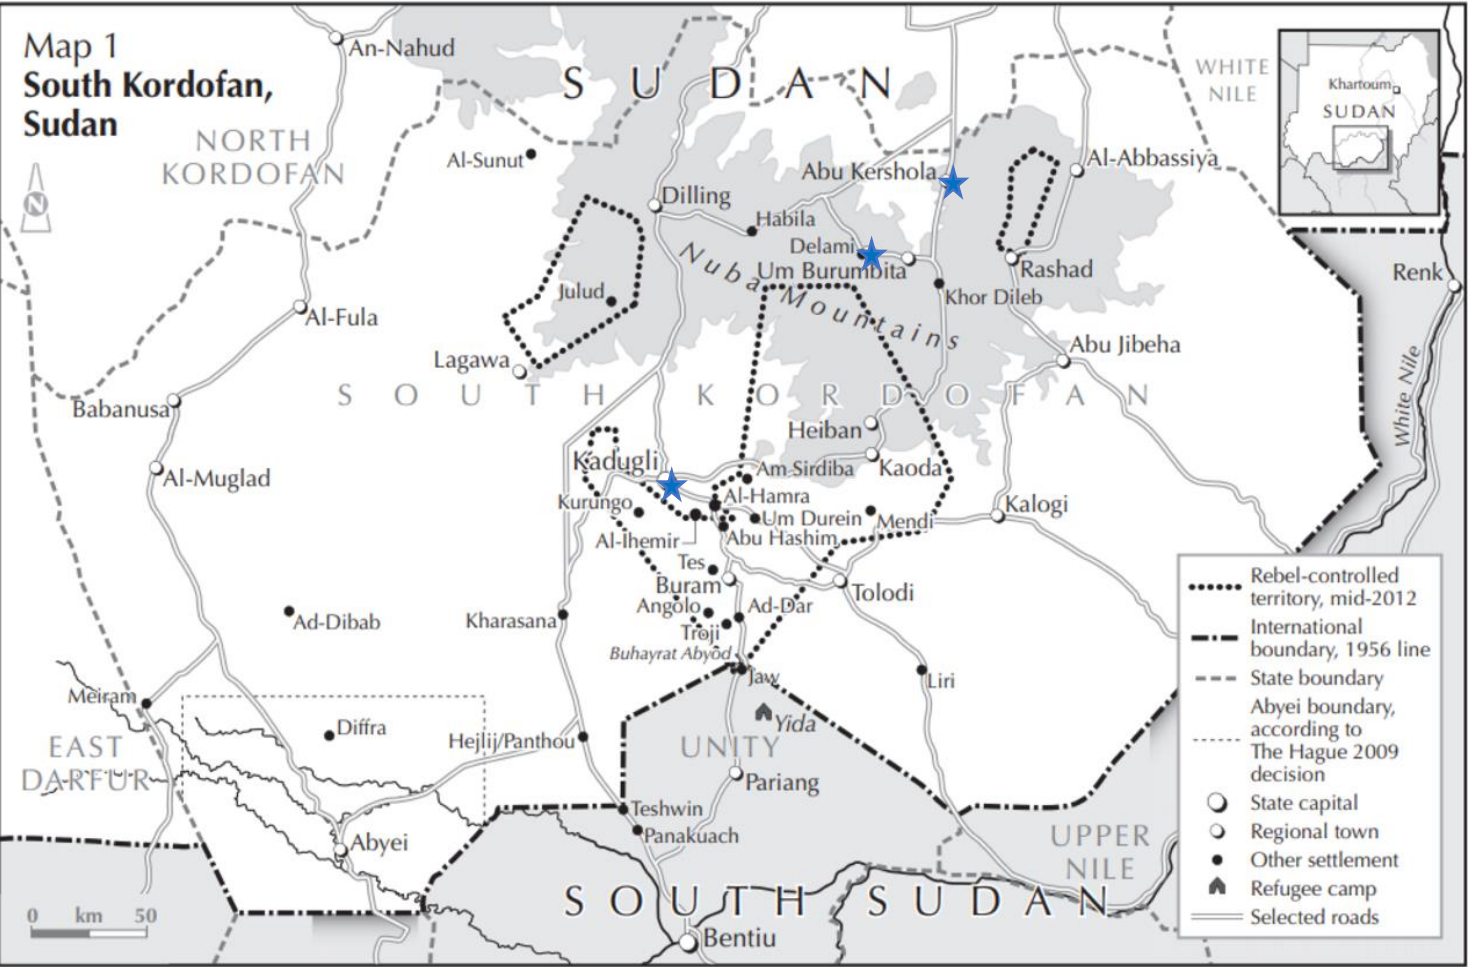 Map 1
South Kordofan,
Sudan
An-Nahud
SUDAN
WHITE
NILE
Khartoum
SUDAN
NORTH
KORDOFAN
N
Al-Sunut
Abu Kershola
Al-Abbassiya
Dilling
Habila
Delami
Um Burumbita
Rashad
Renk
Nuba Mountains
Julud
Khor Dileb
Al-Fula
Lagawa
Abu Jibeha
White Nile
SOUTH KORDOFAN
Babanusa
Heiban
Kadugli
Am Sirdiba
Kaoda
Al-Muglad
Kurungo
Al-Hamra
Um Durein
Mendi
Kalogi
Al-Ihemir
Abu Hashim
Tes
Buram
Tolodi
Angolo
Ad-Dar
Ad-Dibab
Kharasana
Troji
Buhayrat Abyod
Jaw
Liri
Meiram
Yida
Diffra
Hejlij/Panthou
UNITY
EAST
DARFUR
Pariang
Teshwin
Panakuach
Abyei
UPPER
NILE
SOUTH SUDAN
Bentiu
0 km 50
Rebel-controlled
territory, mid-2012
International
boundary, 1956 line
State boundary
Abyei boundary,
according to
The Hague 2009
decision
State capital
Regional town
Other settlement
Refugee camp
Selected roads